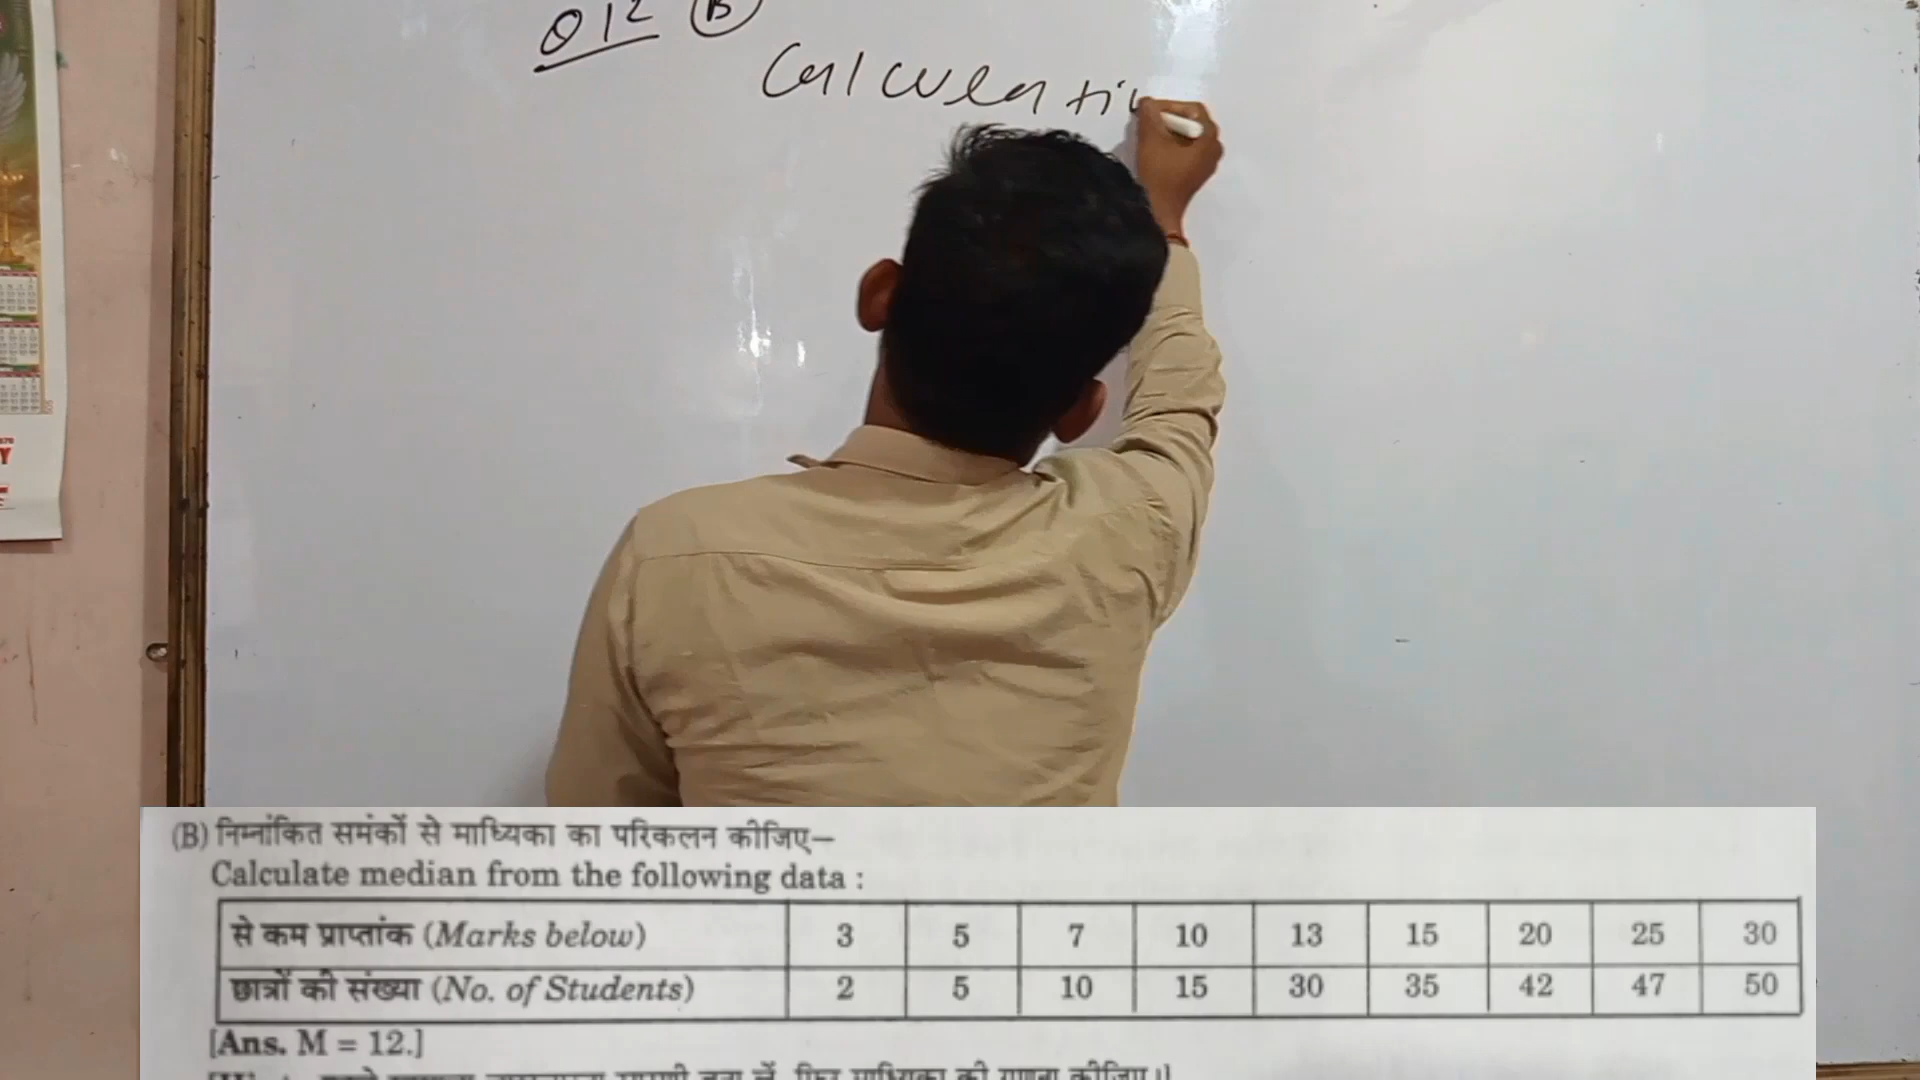 Q 12 (B)
Calculati
(B) निम्नांकित समंकों से माध्यिका का परिकलन कीजिए–
Calculate median from the following data :
से कम प्राप्तांक (Marks below) 3 5 7 10 13 15 20 25 30
छात्रों की संख्या (No. of Students) 2 5 10 15 30 35 42 47 50
[Ans. M = 12.]